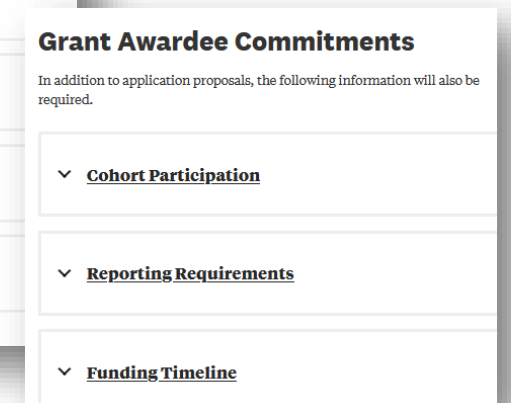 Grant Awardee Commitments
In addition to application proposals, the following information will also be
required.
Cohort Participation
Reporting Requirements
Funding Timeline